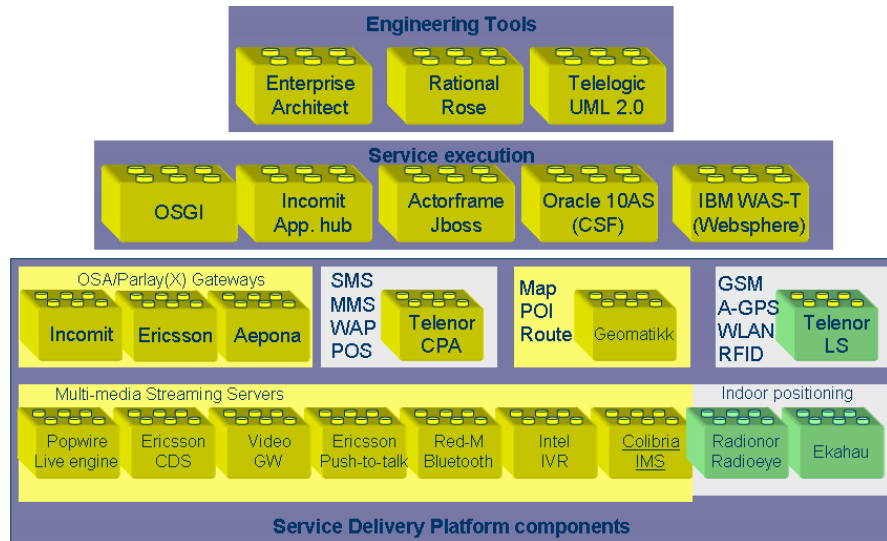 Engineering Tools
Enterprise
Architect
Rational
Rose
Telelogic
UML 2.0
Service execution
OSGI
Incomit
App. hub
Actorframe
Jboss
Oracle 10AS
(CSF)
IBM WAS-T
(Websphere)
OSA/Parlay(X) Gateways
Incomit
Ericsson
Aepona
SMS
MMS
WAP
POS
Telenor
CPA
Map
POI
Route
Geomatikk
GSM
A-GPS
WLAN
RFID
Telenor
LS
Multi-media Streaming Servers
Popwire
Live engine
Ericsson
CDS
Video
GW
Ericsson
Push-to-talk
Red-M
Bluetooth
Intel
IVR
Colibria
IMS
Indoor positioning
Radionor
Radioeye
Ekahau
Service Delivery Platform components